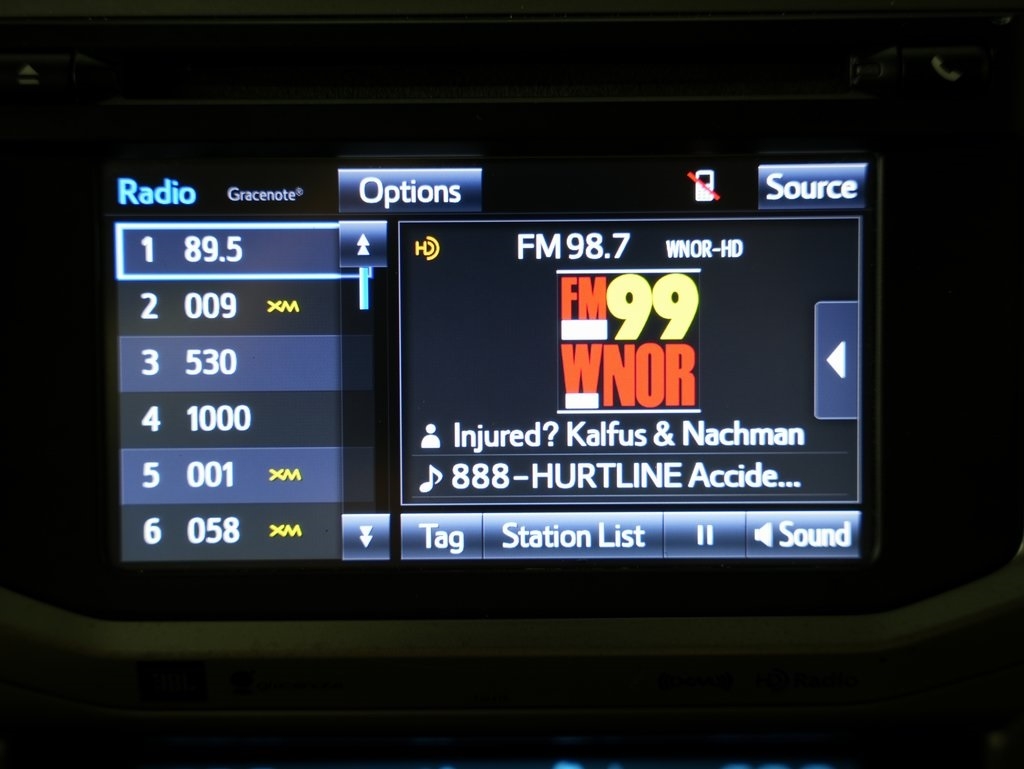 Radio Gracenote® Options Source
1 89.5
2 009 XM
3 530
4 1000
5 001 XM
6 058 XM
HD FM 98.7 WNOR-HD
FM 99
WNOR
Injured? Kalfus & Nachman
888-HURTLINE Accide...
Tag Station List Sound
JBL gracenote HD Radio